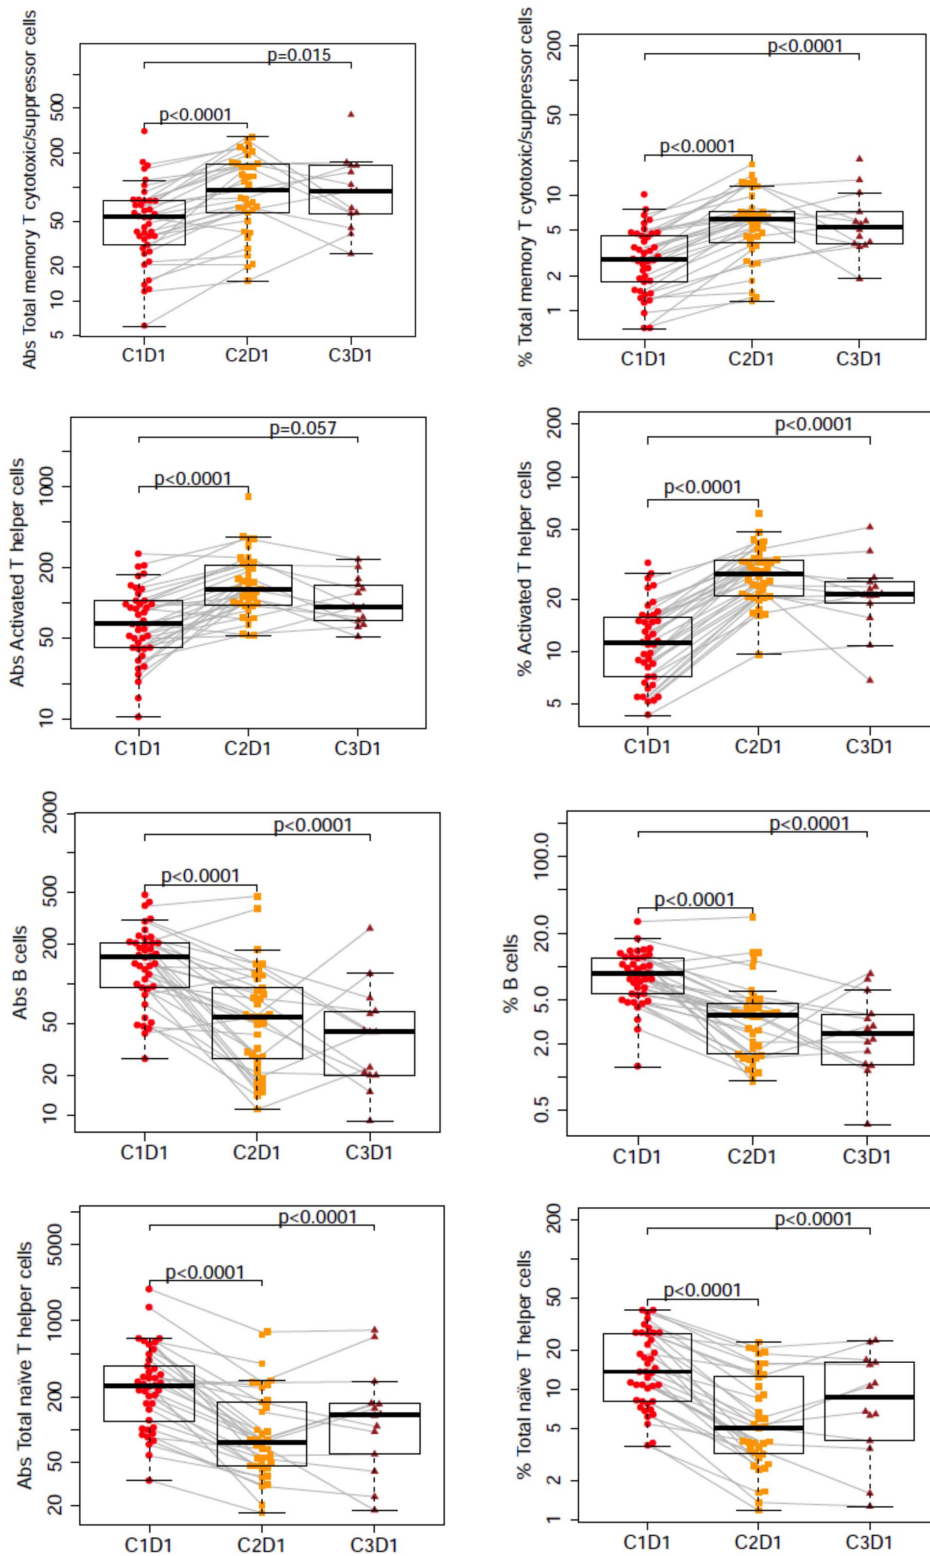 Abs Total memory T cytotoxic/suppressor cells
500
200
100
50
20
10
5
p=0.015
p<0.0001
C1D1 C2D1 C3D1
% Total memory T cytotoxic/suppressor cells
200
50
10
5
2
1
p<0.0001
p<0.0001
C1D1 C2D1 C3D1
Abs Activated T helper cells
1000
200
50
10
p=0.057
p<0.0001
C1D1 C2D1 C3D1
% Activated T helper cells
200
100
50
20
10
5
p<0.0001
p<0.0001
C1D1 C2D1 C3D1
Abs B cells
2000
500
200
50
20
10
p<0.0001
p<0.0001
C1D1 C2D1 C3D1
% B cells
100.0
20.0
5.0
2.0
0.5
p<0.0001
p<0.0001
C1D1 C2D1 C3D1
Abs Total naïve T helper cells
5000
1000
200
50
20
p<0.0001
p<0.0001
C1D1 C2D1 C3D1
% Total naïve T helper cells
200
50
20
10
5
2
1
p<0.0001
p<0.0001
C1D1 C2D1 C3D1